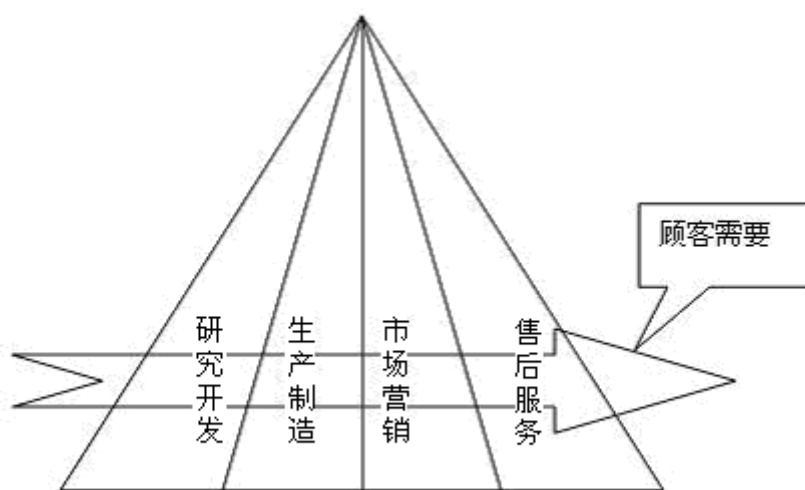 顾客需要
研究开发
生产制造
市场营销
售后服务